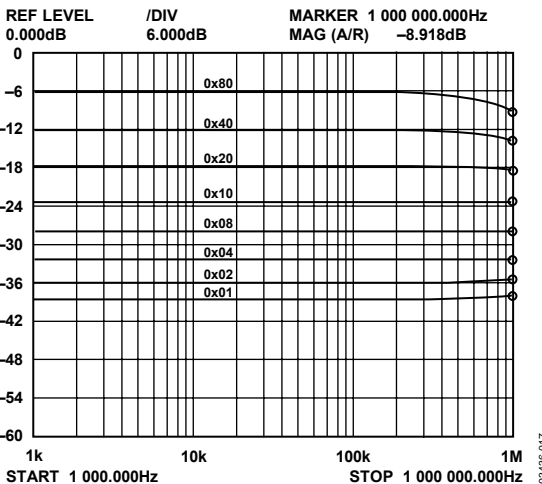 REF LEVEL /DIV MARKER 1 000 000.000Hz
0.000dB 6.000dB MAG (A/R) –8.918dB
0
–6
–12
–18
–24
–30
–36
–42
–48
–54
–60
0x80
0x40
0x20
0x10
0x08
0x04
0x02
0x01
1k 10k 100k 1M
START 1 000.000Hz STOP 1 000 000.000Hz